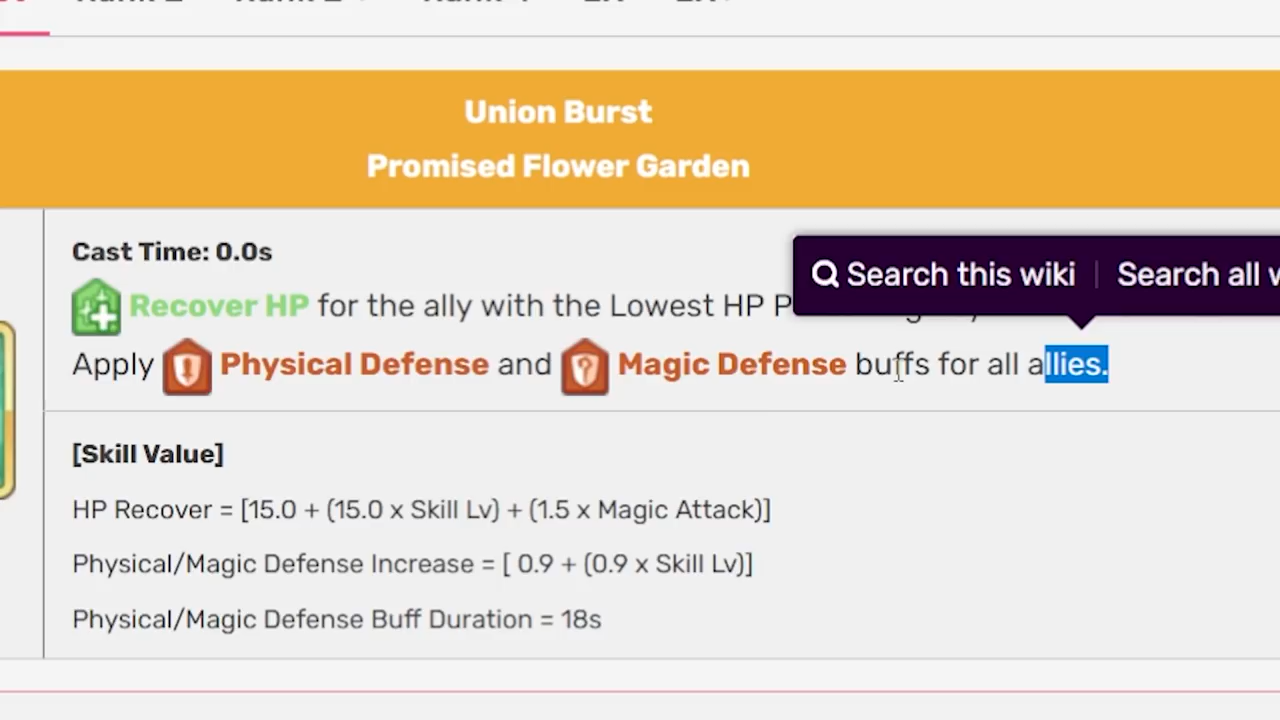 Union Burst
Promised Flower Garden
Cast Time: 0.0s
Search this wiki | Search all
Recover HP for the ally with the Lowest HP
Apply Physical Defense and Magic Defense buffs for all allies.
[Skill Value]
HP Recover = [15.0 + (15.0 x Skill Lv) + (1.5 x Magic Attack)]
Physical/Magic Defense Increase = [ 0.9 + (0.9 x Skill Lv)]
Physical/Magic Defense Buff Duration = 18s